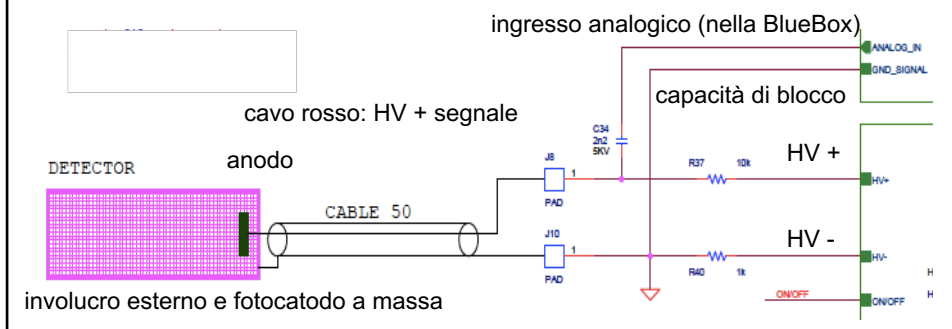 ingresso analogico (nella BlueBox)
ANALOG_IN
GND_SIGNAL
capacità di blocco
cavo rosso: HV + segnale
C34
2n2
5KV
anodo
DETECTOR
J8
1
R37 10k
HV +
HV+
PAD
CABLE 50
J10
1
HV -
HV-
PAD
R40 1k
involucro esterno e fotocatodo a massa
ON/OFF
ON/OFF
H
H